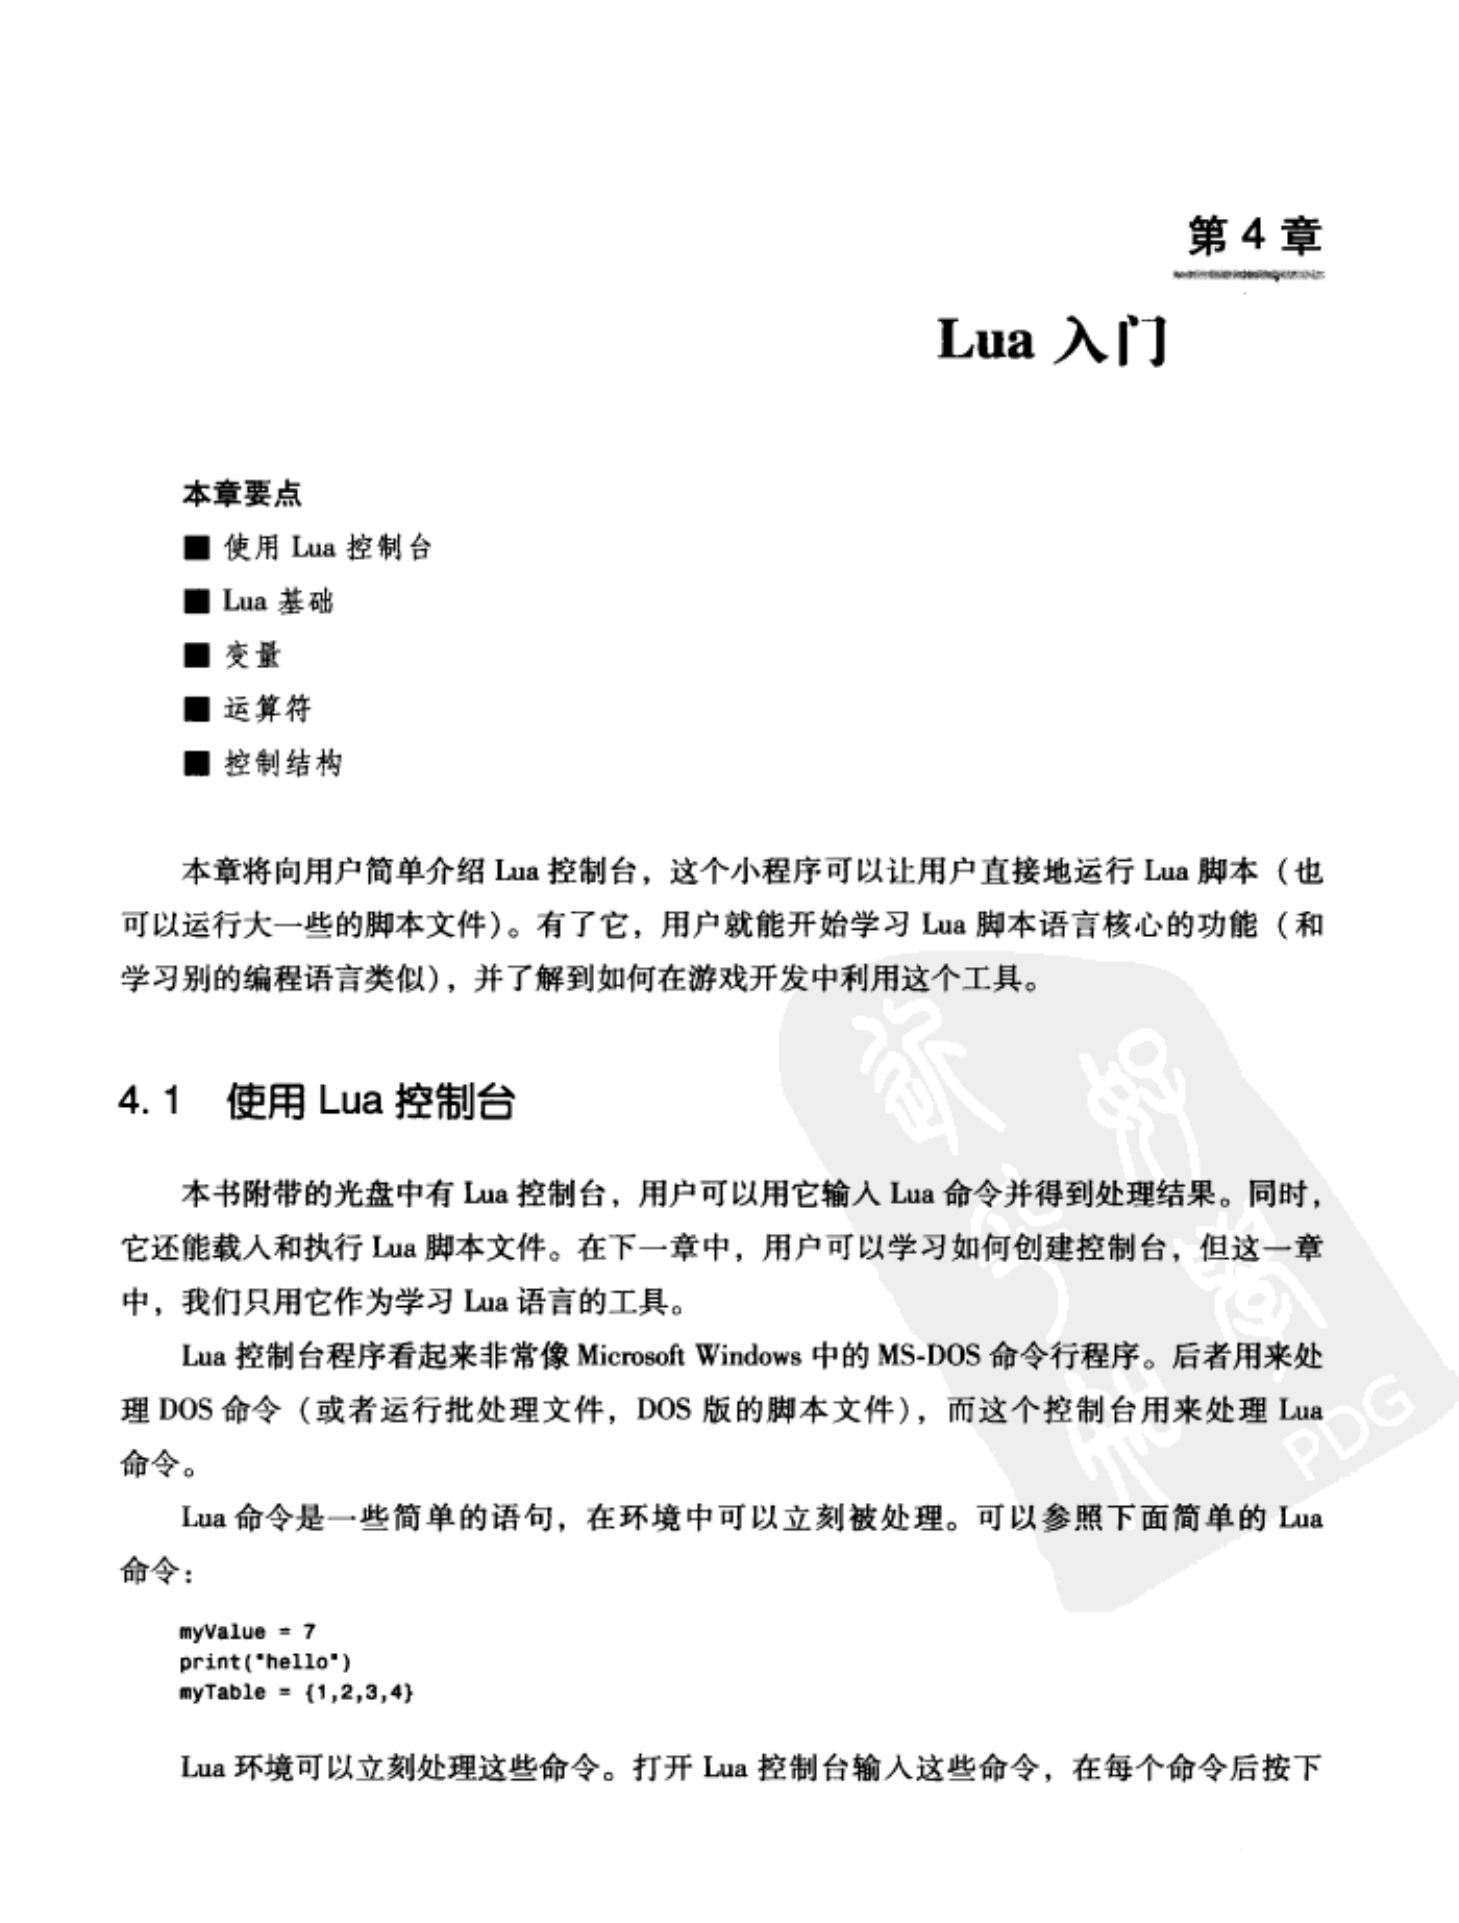 第 4 章
Lua 入门
本章要点
■ 使用 Lua 控制台
■ Lua 基础
■ 变量
■ 运算符
■ 控制结构
本章将向用户简单介绍 Lua 控制台，这个小程序可以让用户直接地运行 Lua 脚本（也
可以运行大一些的脚本文件）。有了它，用户就能开始学习 Lua 脚本语言核心的功能（和
学习别的编程语言类似），并了解到如何在游戏开发中利用这个工具。
4.1 使用 Lua 控制台
本书附带的光盘中有 Lua 控制台，用户可以用它输入 Lua 命令并得到处理结果。同时，
它还能载入和执行 Lua 脚本文件。在下一章中，用户可以学习如何创建控制台，但这一章
中，我们只用它作为学习 Lua 语言的工具。
Lua 控制台程序看起来非常像 Microsoft Windows 中的 MS-DOS 命令行程序。后者用来处
理 DOS 命令（或者运行批处理文件，DOS 版的脚本文件），而这个控制台用来处理 Lua
命令。
Lua 命令是一些简单的语句，在环境中可以立刻被处理。可以参照下面简单的 Lua
命令：
myValue = 7
print("hello")
myTable = {1,2,3,4}
Lua 环境可以立刻处理这些命令。打开 Lua 控制台输入这些命令，在每个命令后按下
PDG